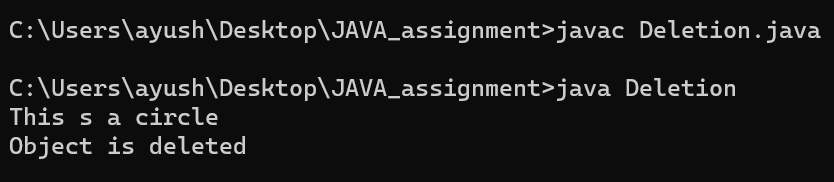 C:\Users\ayush\Desktop\JAVA_assignment>javac Deletion.java
C:\Users\ayush\Desktop\JAVA_assignment>java Deletion
This s a circle
Object is deleted